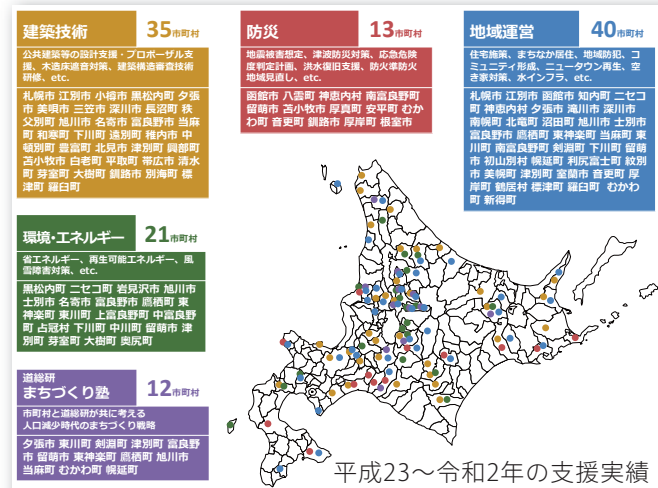 建築技術 35市町村
公共建築等の設計支援・プロポーザル支
援、木造床遮音対策、建築構造審査技術
研修、etc.
札幌市 江別市 小樽市 黒松内町 夕張
市 美唄市 三笠市 深川市 長沼町 秩
父別町 旭川市 名寄市 富良野市 当麻
町 和寒町 下川町 遠別町 稚内市 中
頓別町 豊富町 北見市 津別町 興部町
苫小牧市 白老町 平取町 帯広市 清水
町 芽室町 大樹町 釧路市 別海町 標
津町 羅臼町
防災 13市町村
地震被害想定、津波防災対策、応急危険
度判定計画、洪水復旧支援、防火準防火
地域見直し、etc.
函館市 八雲町 神恵内村 南富良野町
留萌市 苫小牧市 厚真町 安平町 むか
わ町 音更町 釧路市 厚岸町 根室市
地域運営 40市町村
住宅施策、まちなか居住、地域防犯、コ
ミュニティ形成、ニュータウン再生、空
き家対策、水インフラ、etc.
札幌市 江別市 函館市 知内町 ニセコ
町 神恵内村 夕張市 滝川市 深川市
南幌町 北竜町 沼田町 旭川市 士別市
富良野市 鷹栖町 東神楽町 当麻町 東
川町 南富良野町 剣淵町 下川町 留萌
市 初山別村 幌延町 利尻富士町 紋別
市 美幌町 津別町 室蘭市 音更町 厚
岸町 鶴居村 標津町 羅臼町 むかわ
町 新得町
環境・エネルギー 21市町村
省エネルギー、再生可能エネルギー、風
雪障害対策、etc.
黒松内町 ニセコ町 岩見沢市 旭川市
士別市 名寄市 富良野市 鷹栖町 東
神楽町 東川町 上富良野町 中富良野
町 占冠村 下川町 中川町 留萌市 津
別町 芽室町 大樹町 奥尻町
道総研
まちづくり塾 12市町村
市町村と道総研が共に考える
人口減少時代のまちづくり戦略
夕張市 東川町 剣淵町 津別町 富良野
市 留萌市 東神楽町 鷹栖町 旭川市
当麻町 むかわ町 幌延町
平成23～令和2年の支援実績